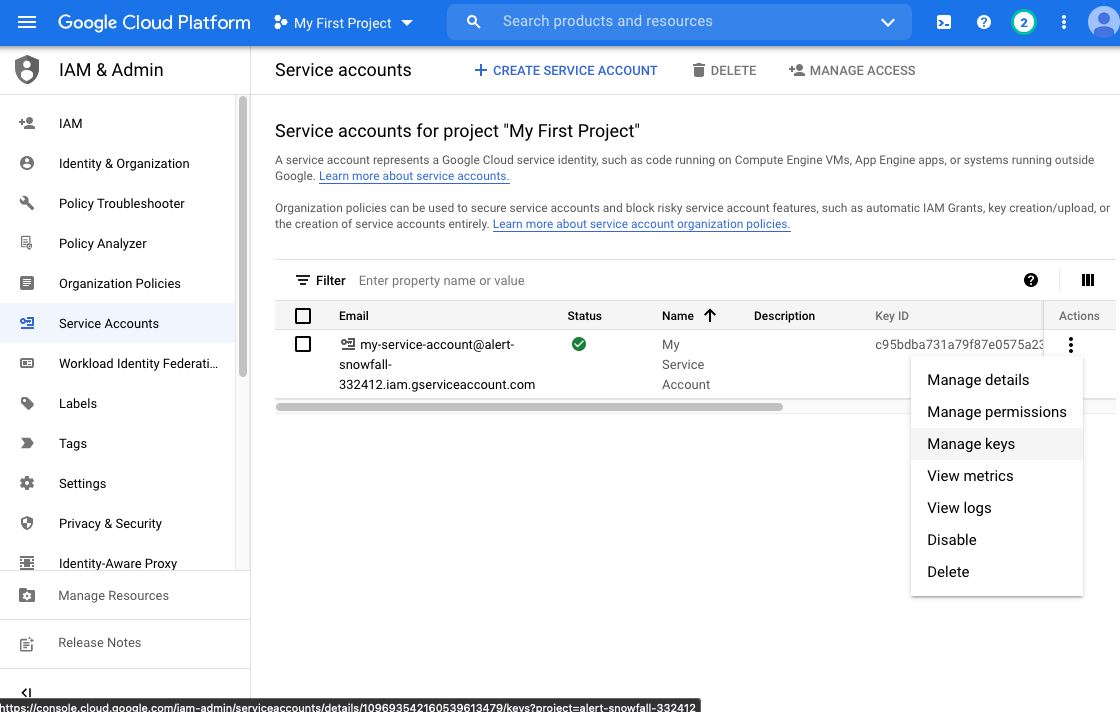 Google Cloud Platform
My First Project
Search products and resources
2
IAM & Admin
Service accounts
CREATE SERVICE ACCOUNT
DELETE
MANAGE ACCESS
IAM
Identity & Organization
Policy Troubleshooter
Policy Analyzer
Organization Policies
Service Accounts
Workload Identity Federati...
Labels
Tags
Settings
Privacy & Security
Identity-Aware Proxy
Manage Resources
Release Notes
Service accounts for project "My First Project"
A service account represents a Google Cloud service identity, such as code running on Compute Engine VMs, App Engine apps, or systems running outside
Google. Learn more about service accounts.
Organization policies can be used to secure service accounts and block risky service account features, such as automatic IAM Grants, key creation/upload, or
the creation of service accounts entirely. Learn more about service account organization policies.
Filter Enter property name or value
Email Status Name Description Key ID Actions
my-service-account@alert-
snowfall-
332412.iam.gserviceaccount.com
My
Service
Account
c95bdba731a79f87e0575a23
Manage details
Manage permissions
Manage keys
View metrics
View logs
Disable
Delete
https://console.cloud.google.com/iam-admin/serviceaccounts/details/109693542160539613479/keys?project=alert-snowfall-332412